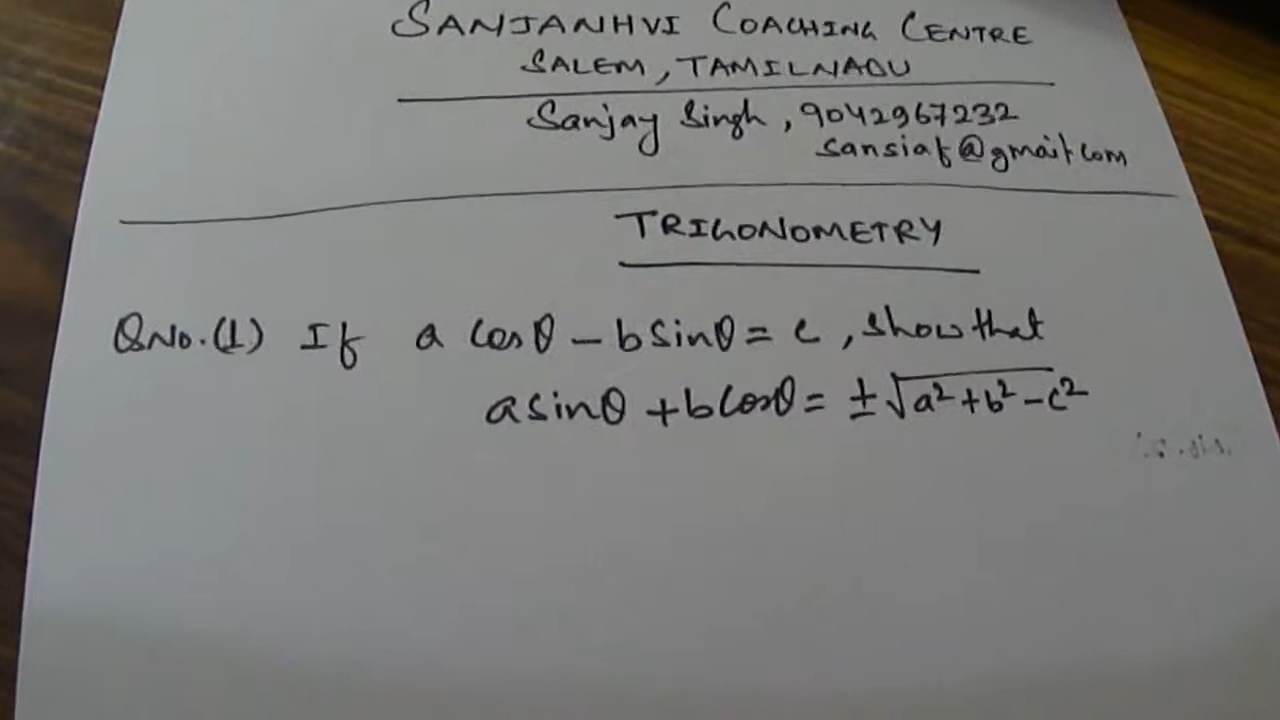 SANJANHVI COACHING CENTRE
SALEM, TAMILNADU
Sanjay Singh, 9042967232
sansiaf@gmail.com
TRIGONOMETRY
QNo.(1) If a cosθ - b sinθ = c, show that
a sinθ + b cosθ = ± √a²+b²-c²